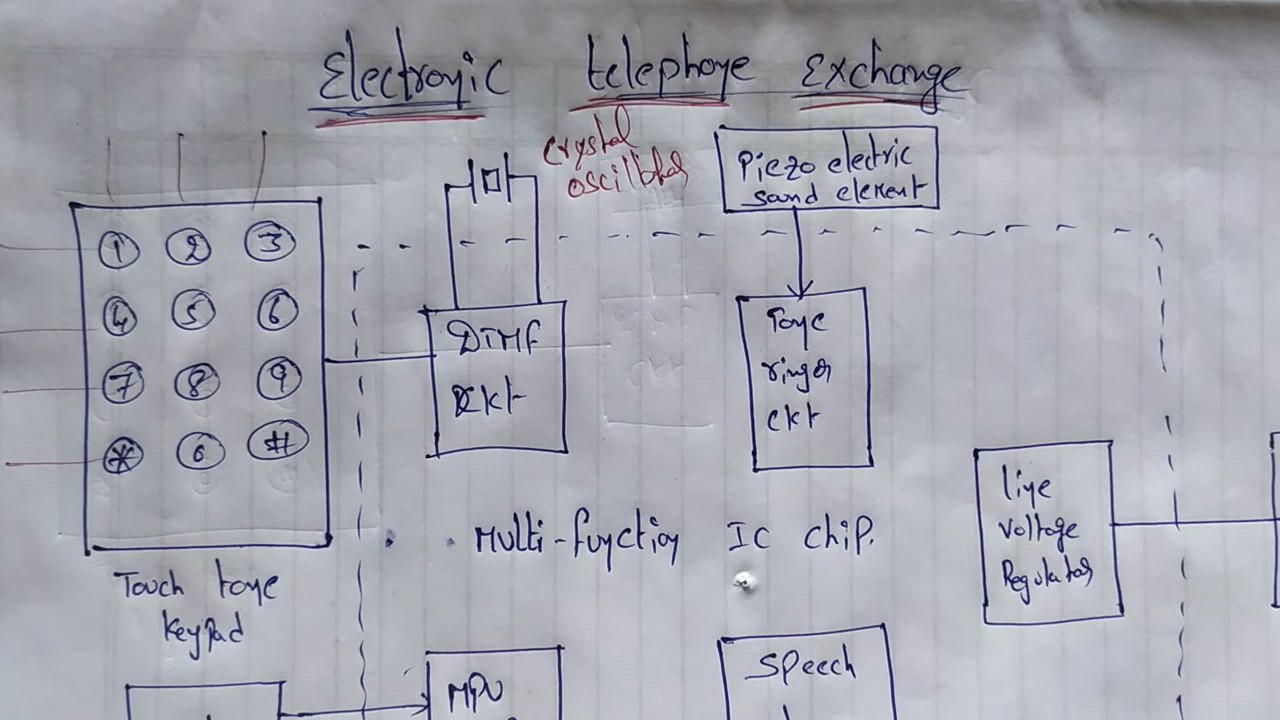 Electronic telephone Exchange
crystal
oscillator
Piezo electric
sound element
1 2 3
4 5 6
7 8 9
* 0 #
DTMF
CKT
Tone
ringer
CKT
Multi-function IC Chip.
line
voltage
Regulator
Touch tone
keypad
MPU
Speech